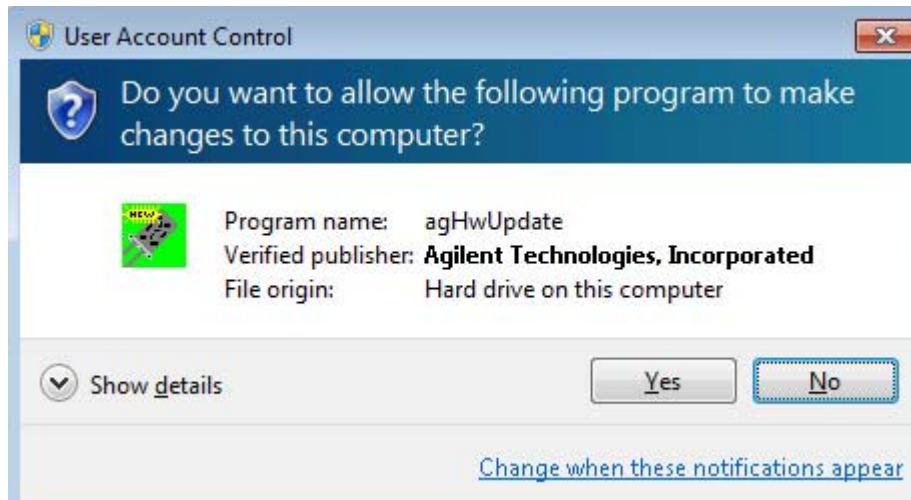 User Account Control
Do you want to allow the following program to make
changes to this computer?
NEW
Program name: agHwUpdate
Verified publisher: Agilent Technologies, Incorporated
File origin: Hard drive on this computer
Show details
Yes
No
Change when these notifications appear